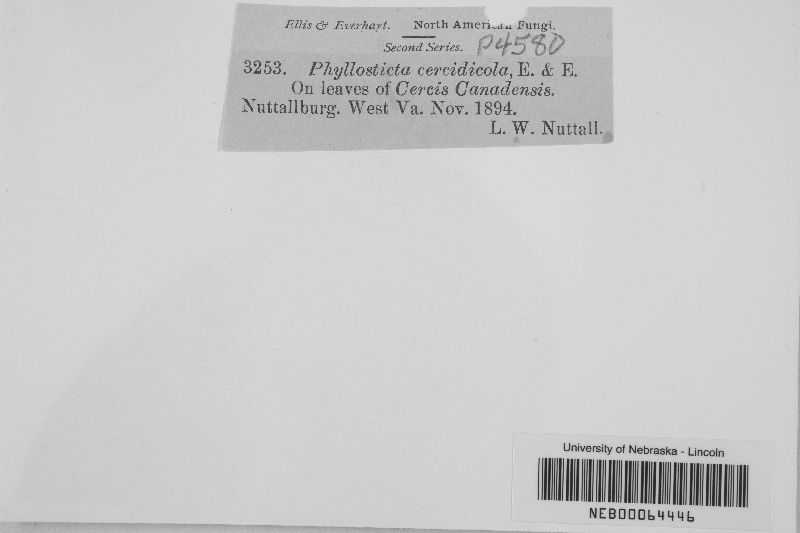 Ellis & Everhart. North American Fungi.
Second Series. P4580
3253. Phyllosticta cercidicola, E. & E.
On leaves of Cercis Canadensis.
Nuttallburg. West Va. Nov. 1894.
L. W. Nuttall.
University of Nebraska - Lincoln
NEB00064446